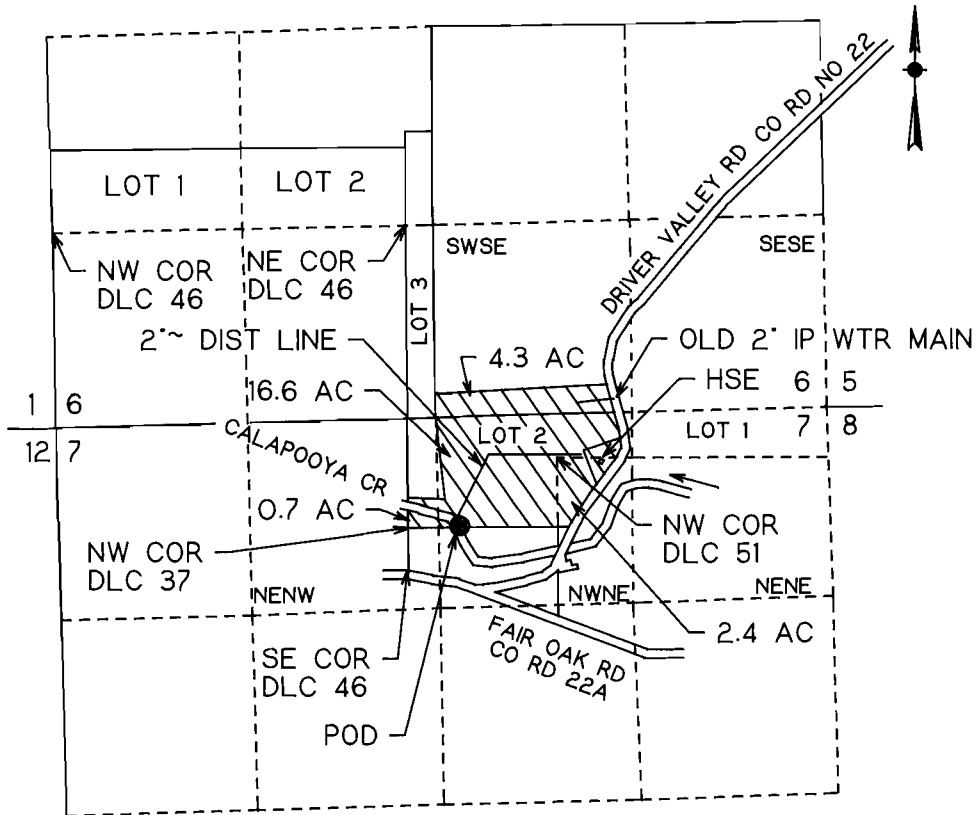 DRIVER VALLEY RD CO RD NO 22
LOT 1
LOT 2
SWSE
SESE
NW COR
DLC 46
NE COR
DLC 46
LOT 3
2"~ DIST LINE
4.3 AC
OLD 2" IP WTR MAIN
HSE
6
5
1
6
16.6 AC
CALAPOOYA CR
LOT 2
LOT 1
7
8
12
7
0.7 AC
NW COR
DLC 37
NW COR
DLC 51
NENW
NWNE
NENE
2.4 AC
SE COR
DLC 46
FAIR OAK RD
CO RD 22A
POD